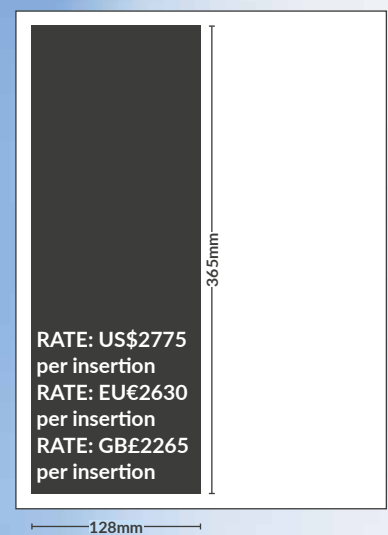 365mm
RATE: US$2775
per insertion
RATE: EU€2630
per insertion
RATE: GB£2265
per insertion
128mm